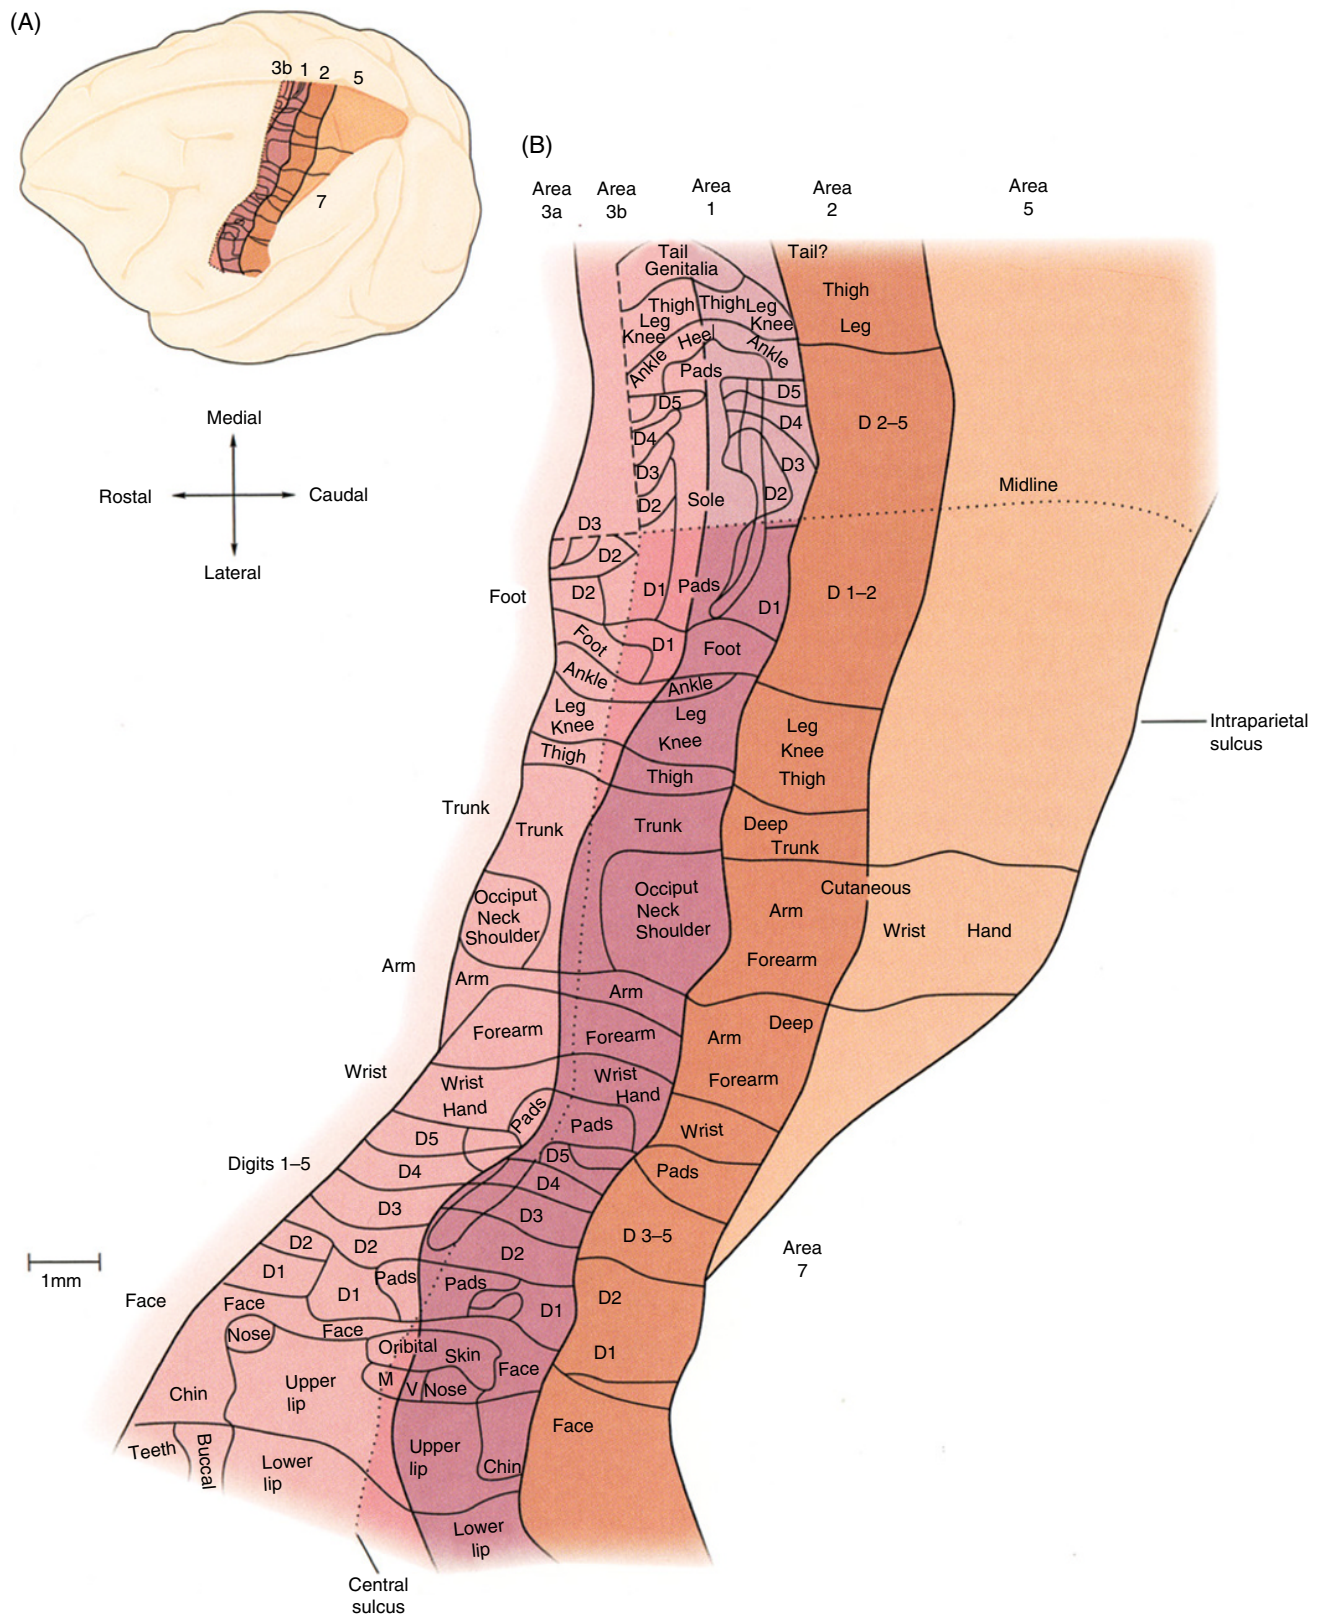 (A)
3b 1 2 5
7
Medial
Rostal
Caudal
Lateral
(B)
Area
3a
Area
3b
Area
1
Area
2
Area
5
Tail
Genitalia
Tail?
Thigh
Leg
Knee
Thigh
Leg
Knee
Thigh
Leg
Ankle
Heel
Ankle
Pads
D5
D4
D3
D2
D5
D4
D3
D2
D 2–5
Sole
Midline
D3
D2
D2
D1
Pads
D1
D 1–2
Foot
Foot
D1
Foot
Ankle
Ankle
Leg
Knee
Leg
Knee
Leg
Knee
Thigh
Thigh
Thigh
Intraparietal
sulcus
Trunk
Trunk
Trunk
Deep
Trunk
Occiput
Neck
Shoulder
Occiput
Neck
Shoulder
Cutaneous
Arm
Forearm
Wrist
Hand
Arm
Arm
Arm
Forearm
Forearm
Deep
Arm
Forearm
Wrist
Wrist
Hand
Wrist
Hand
Pads
Pads
Wrist
Digits 1–5
D5
D4
D3
D2
D2
D1
D1
Pads
D5
D4
D3
D2
Pads
D1
Pads
D 3–5
D2
D1
Area
7
1mm
Face
Face
Nose
Face
Oribital
Skin
Face
M
V
Nose
Chin
Upper
lip
Upper
lip
Chin
Face
Teeth
Buccal
Lower
lip
Lower
lip
Central
sulcus